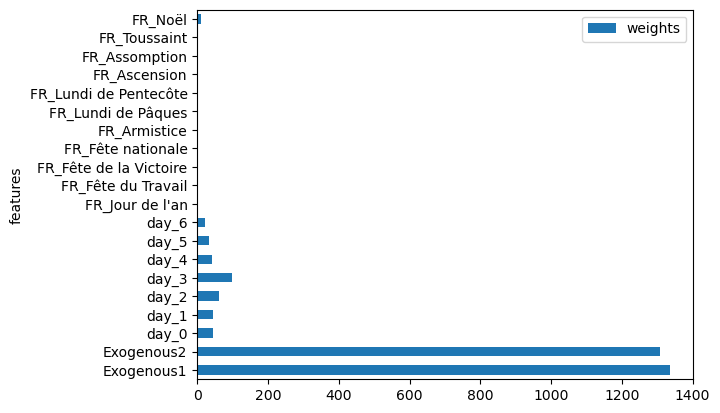 FR_Noël
FR_Toussaint
FR_Assomption
FR_Ascension
FR_Lundi de Pentecôte
FR_Lundi de Pâques
FR_Armistice
FR_Fête nationale
FR_Fête de la Victoire
FR_Fête du Travail
FR_Jour de l'an
day_6
day_5
day_4
day_3
day_2
day_1
day_0
Exogenous2
Exogenous1
features
weights
0 200 400 600 800 1000 1200 1400